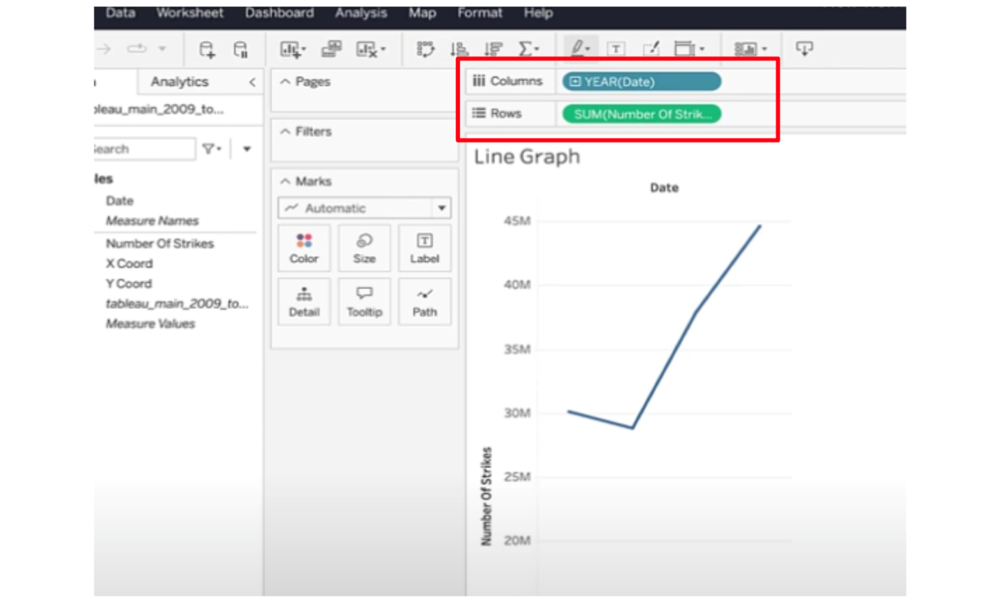 Data Worksheet Dashboard Analysis Map Format Help
Analytics
Pages
Columns
YEAR(Date)
bleau_main_2009_to...
Rows
SUM(Number Of Strik...
Filters
Search
Line Graph
les
Marks
Date
Date
Automatic
Measure Names
45M
Number Of Strikes
Color Size Label
X Coord
Y Coord
40M
tableau_main_2009_to...
Detail Tooltip Path
Measure Values
35M
30M
25M
20M
Number Of Strikes